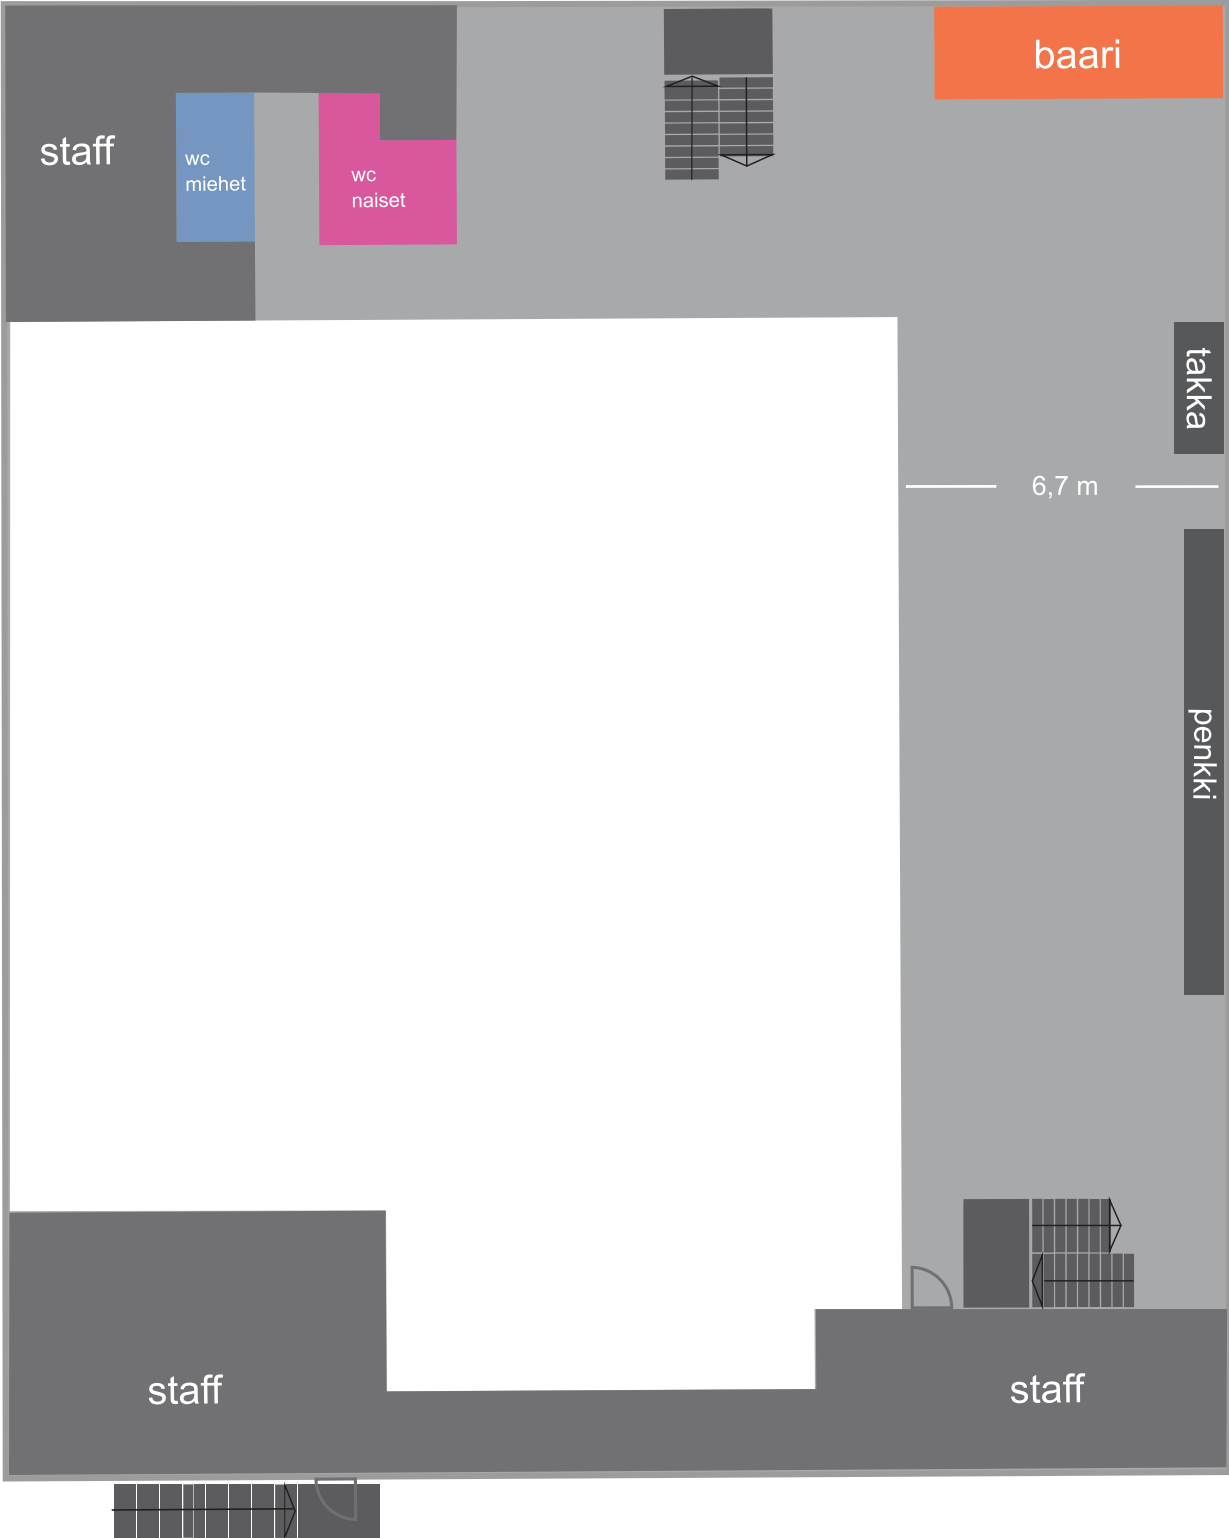 baari
staff
wc
miehet
wc
naiset
takka
6,7 m
penkki
staff
staff